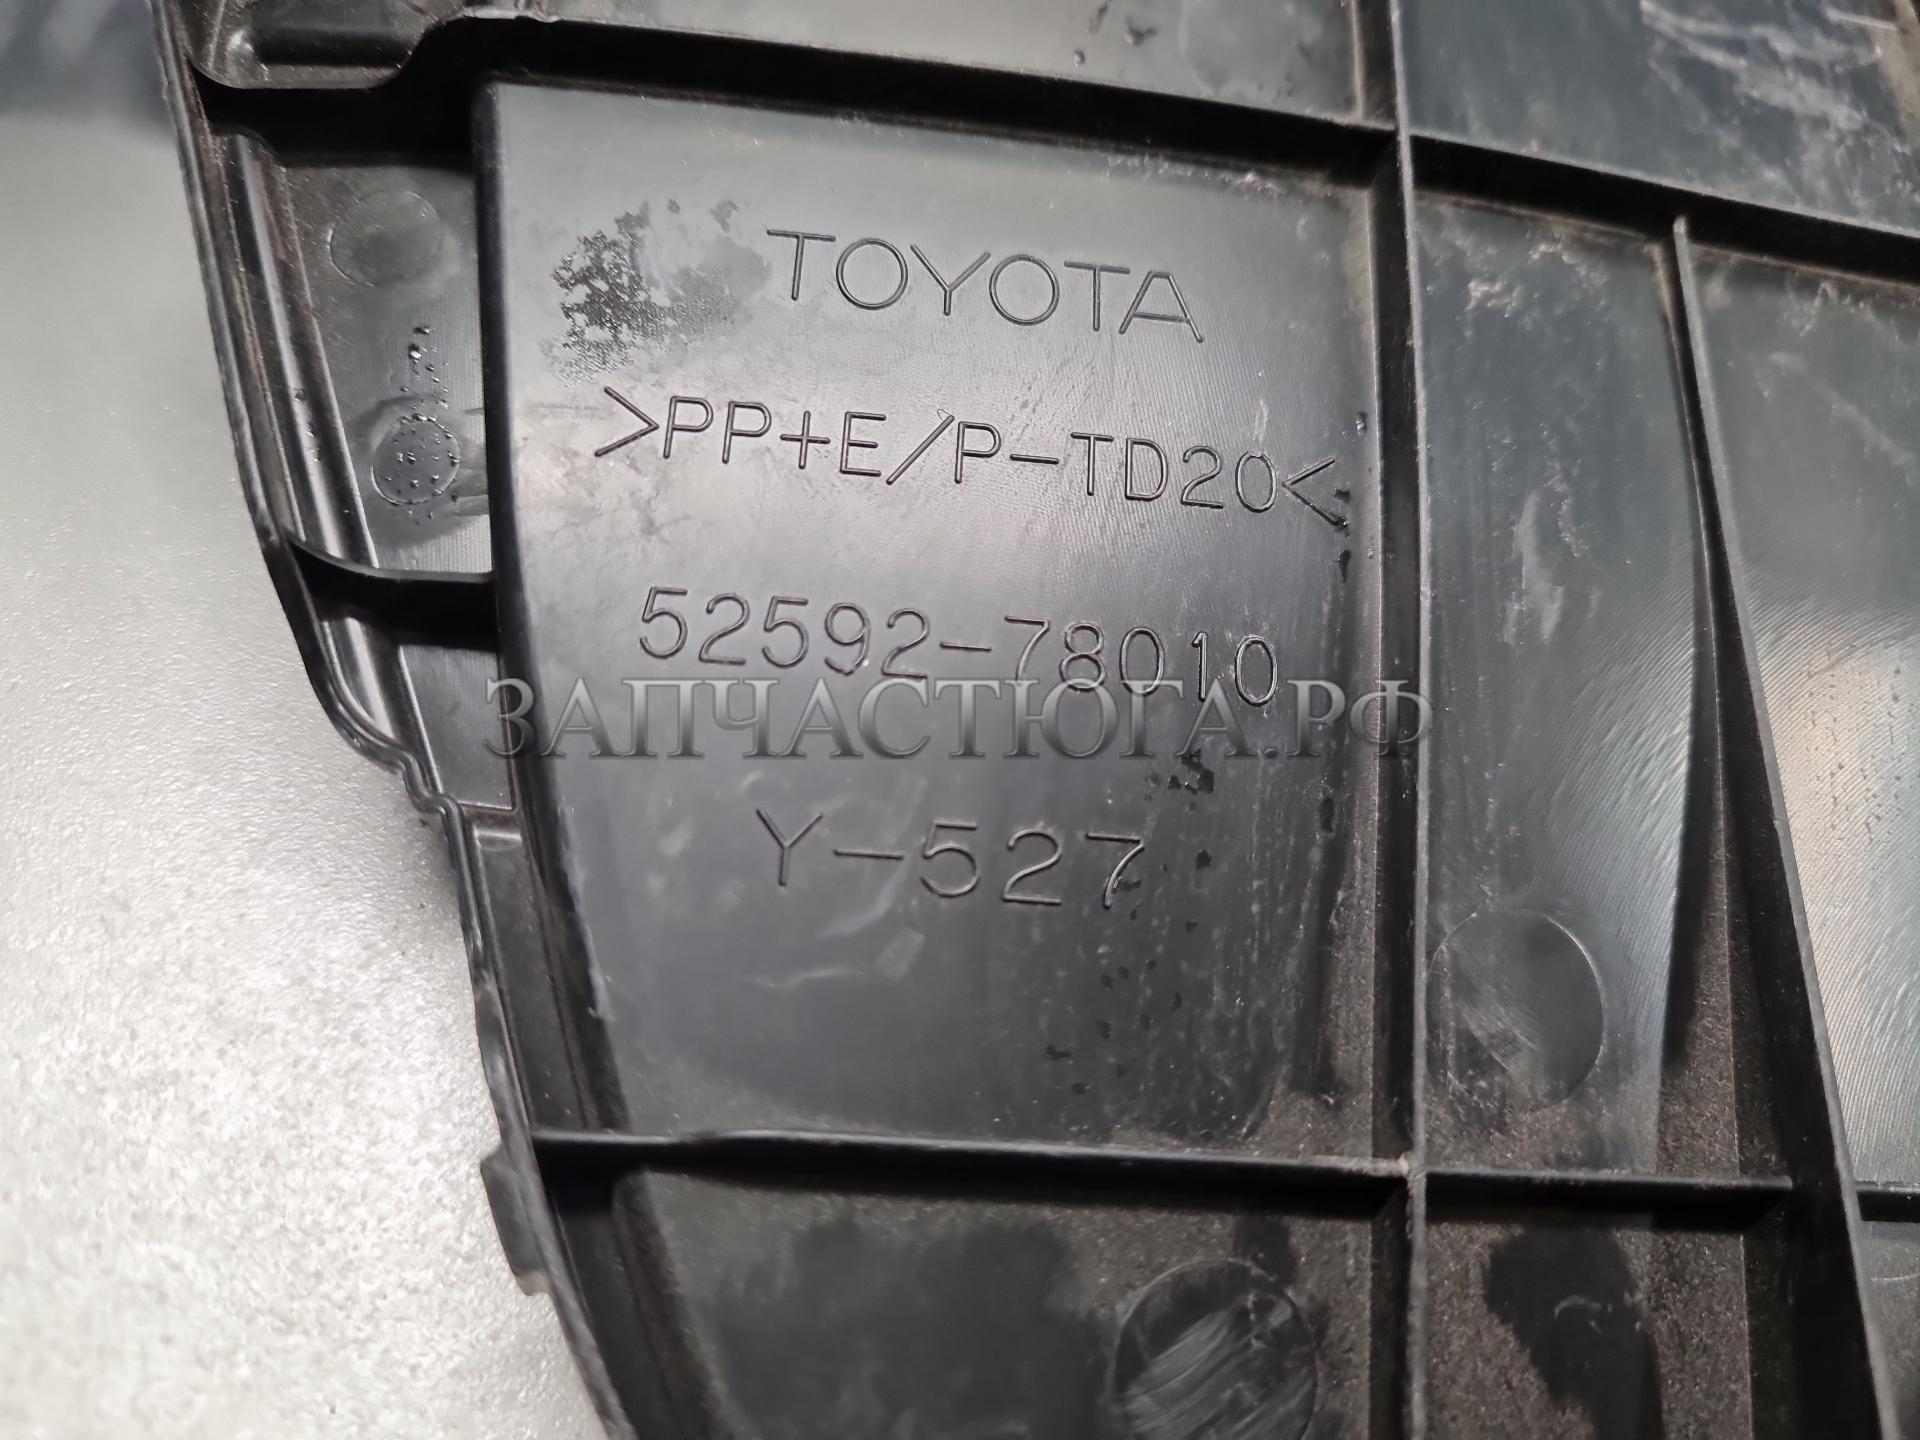 TOYOTA
>PP+E/P-TD20<
52592-78010
ЗАПЧАСТЮГА.РФ
Y-527